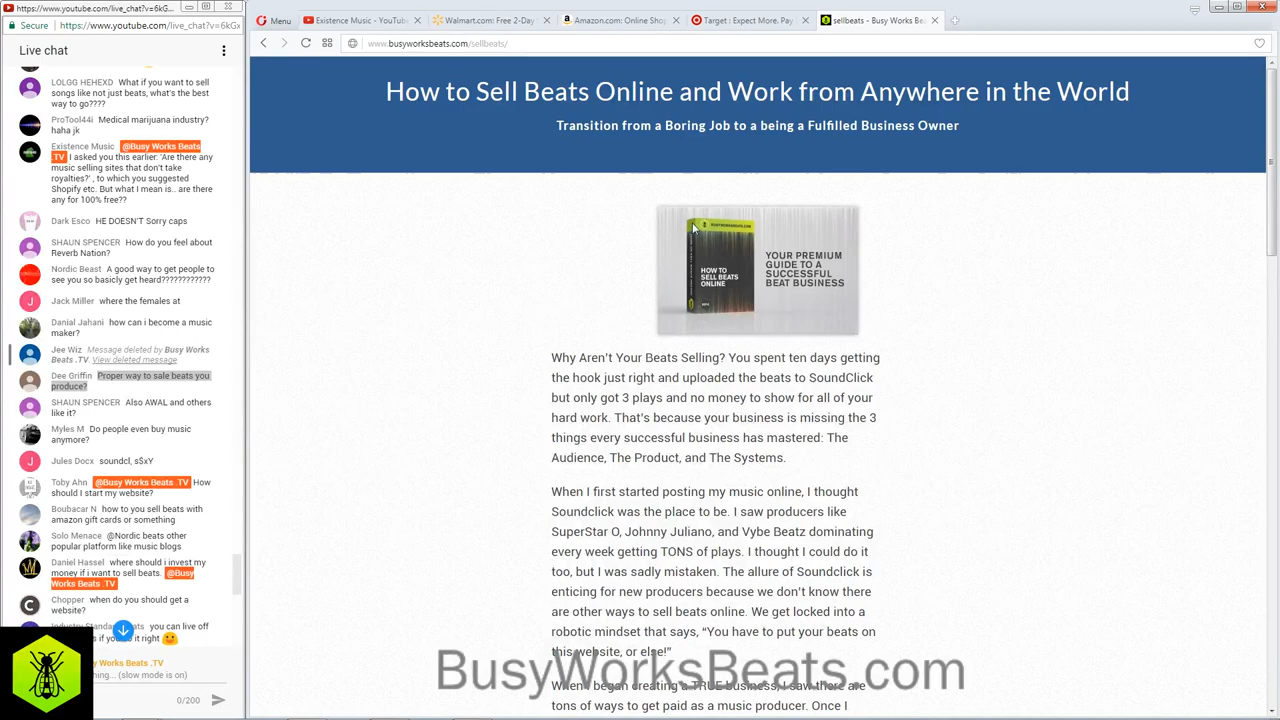 https://www.youtube.com/live_chat?v=6kGx
Secure https://www.youtube.com/live_chat?v=6kG
Live chat
LOLGG HEHEXD What if you want to sell
songs like not just beats, what's the best
way to go????
ProTool44i Medical marijuana industry?
haha jk
Existence Music @Busy Works Beats
.TV I asked you this earlier: 'Are there any
music selling sites that don't take
royalties?' , to which you suggested
Shopify etc. But what I mean is.. are there
any for 100% free??
Dark Esco HE DOESN'T Sorry caps
SHAUN SPENCER How do you feel about
Reverb Nation?
Nordic Beast A good way to get people to
see you so basicly get heard????????????
Jack Miller where the females at
Danial Jahani how can i become a music
maker?
Jee Wiz Message deleted by Busy Works
Beats .TV. View deleted message
Dee Griffin Proper way to sale beats you
produce?
SHAUN SPENCER Also AWAL and others
like it?
Myles M Do people even buy music
anymore?
Jules Docx soundcl, s$xY
Toby Ahn @Busy Works Beats .TV How
should I start my website?
Boubacar N how to you sell beats with
amazon gift cards or something
Solo Menace @Nordic beats other
popular platform like music blogs
Daniel Hassel where should i invest my
money if i want to sell beats. @Busy
Works Beats .TV
Chopper when do you should get a
website?
you can live off
if you do it right
Busy Works Beats .TV
(slow mode is on)
0/200
Menu
Existence Music - YouTub
Walmart.com: Free 2-Day
Amazon.com: Online Shop
Target : Expect More. Pay
sellbeats - Busy Works Be
www.busyworksbeats.com/sellbeats/
How to Sell Beats Online and Work from Anywhere in the World
Transition from a Boring Job to a being a Fulfilled Business Owner
BUSYWORKSBEATS.COM
HOW TO
SELL BEATS
ONLINE
YOUR PREMIUM
GUIDE TO A
SUCCESSFUL
BEAT BUSINESS
Why Aren't Your Beats Selling? You spent ten days getting
the hook just right and uploaded the beats to SoundClick
but only got 3 plays and no money to show for all of your
hard work. That's because your business is missing the 3
things every successful business has mastered: The
Audience, The Product, and The Systems.
When I first started posting my music online, I thought
Soundclick was the place to be. I saw producers like
SuperStar O, Johnny Juliano, and Vybe Beatz dominating
every week getting TONS of plays. I thought I could do it
too, but I was sadly mistaken. The allure of Soundclick is
enticing for new producers because we don't know there
are other ways to sell beats online. We get locked into a
robotic mindset that says, “You have to put your beats on
this website, or else!”
When I began creating a TRUE business, I saw there are
tons of ways to get paid as a music producer. Once I
BusyWorksBeats.com